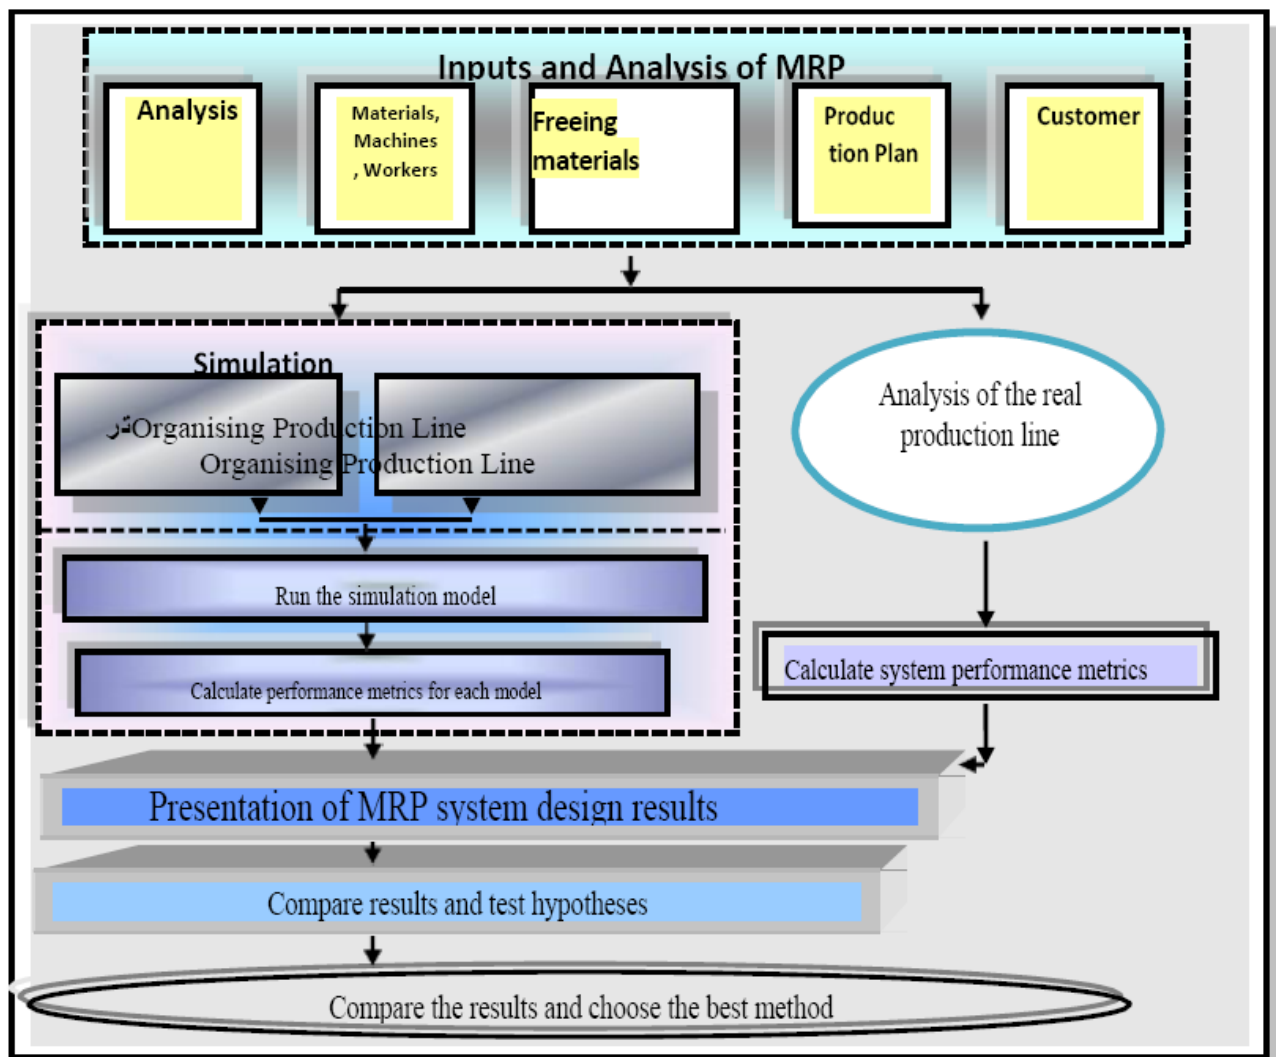 Inputs and Analysis of MRP
Analysis
Materials,
Machines
, Workers
Freeing
materials
Produc
tion Plan
Customer
Simulation
Organising Production Line
Organising Production Line
Analysis of the real
production line
Run the simulation model
Calculate performance metrics for each model
Calculate system performance metrics
Presentation of MRP system design results
Compare results and test hypotheses
Compare the results and choose the best method